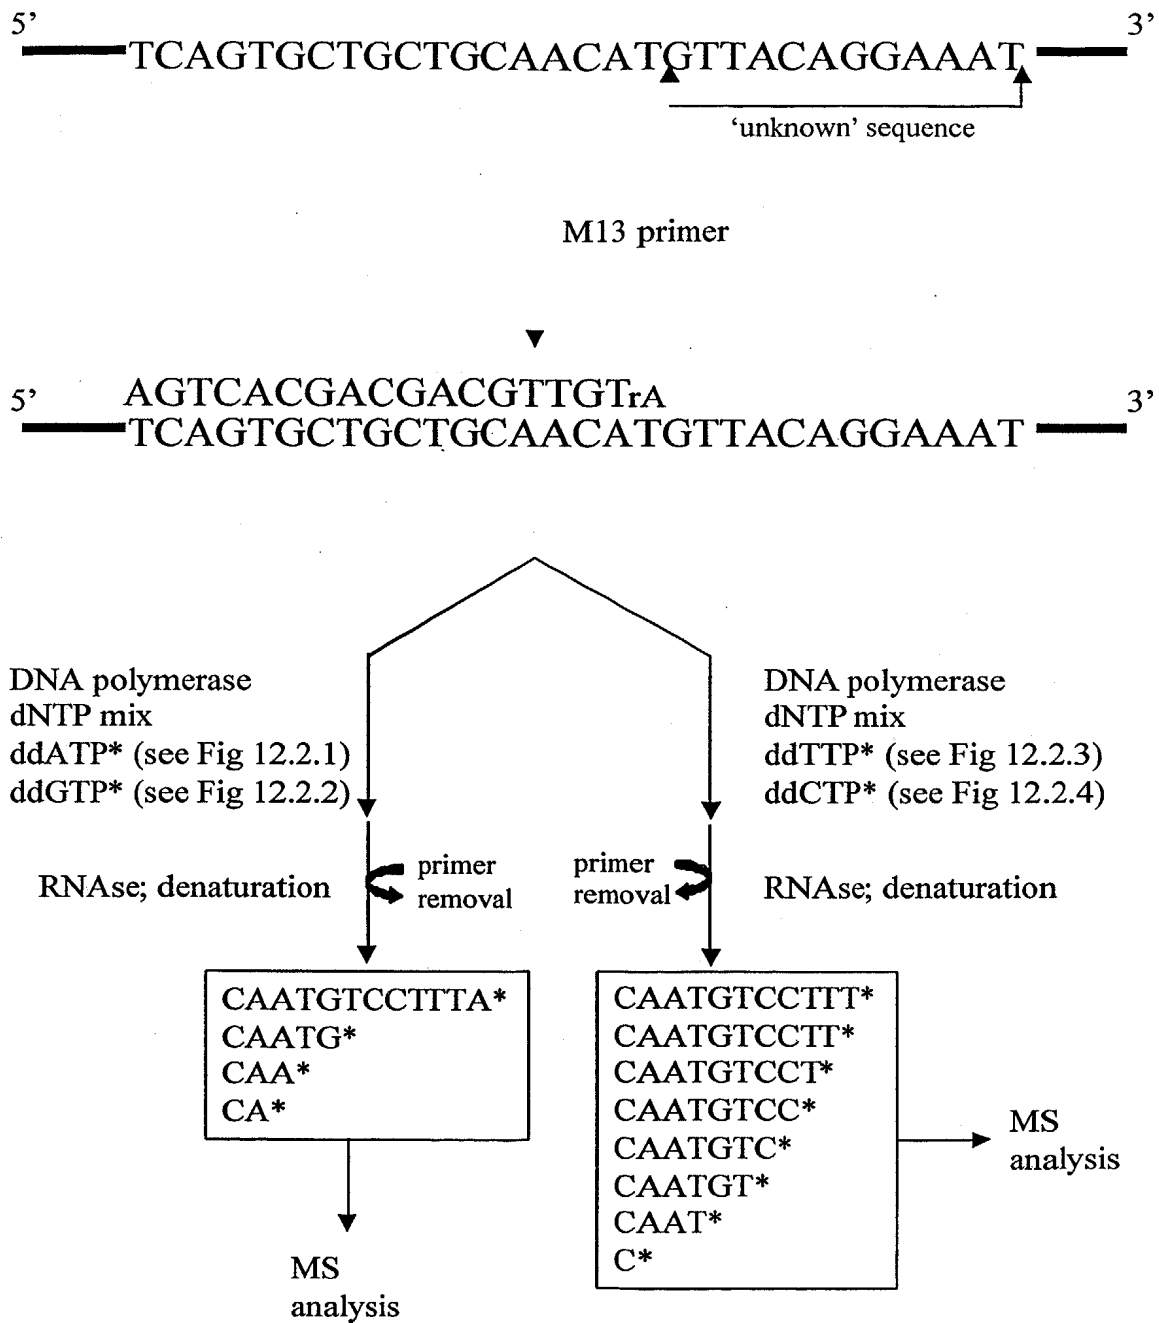 5’ 3’
TCAGTGCTGCTGCAACATGTTACAGGAAAT
‘unknown’ sequence
M13 primer
AGTCACGACGACGTTGTrA
5’ 3’
TCAGTGCTGCTGCAACATGTTACAGGAAAT
DNA polymerase
dNTP mix
ddATP* (see Fig 12.2.1)
ddGTP* (see Fig 12.2.2)
DNA polymerase
dNTP mix
ddTTP* (see Fig 12.2.3)
ddCTP* (see Fig 12.2.4)
RNAse; denaturation
primer
removal
primer
removal
RNAse; denaturation
CAATGTCCTTTA*
CAATG*
CAA*
CA*
CAATGTCCTTT*
CAATGTCCTT*
CAATGTCCT*
CAATGTCC*
CAATGTC*
CAATGT*
CAAT*
C*
MS
analysis
MS
analysis